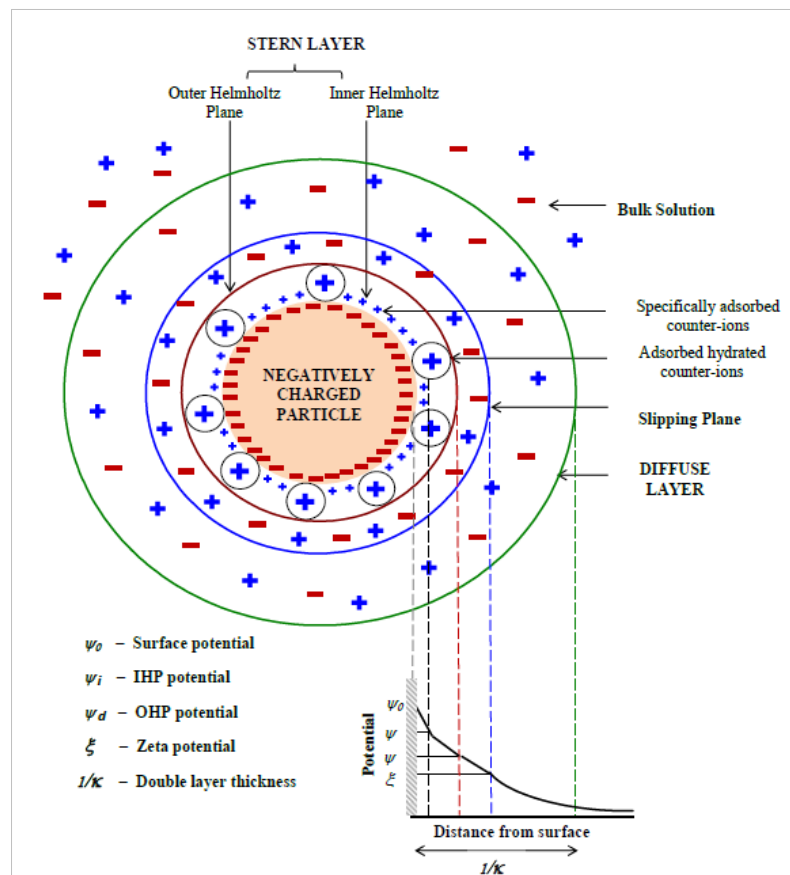 STERN LAYER
Outer Helmholtz
Plane
Inner Helmholtz
Plane
Bulk Solution
Specifically adsorbed
counter-ions
Adsorbed hydrated
counter-ions
NEGATIVELY
CHARGED
PARTICLE
Slipping Plane
DIFFUSE
LAYER
ψ₀ – Surface potential
ψᵢ – IHP potential
ψ_d – OHP potential
ξ – Zeta potential
1/κ – Double layer thickness
Potential
ψ₀
ψ
ψ
ξ
Distance from surface
1/κ